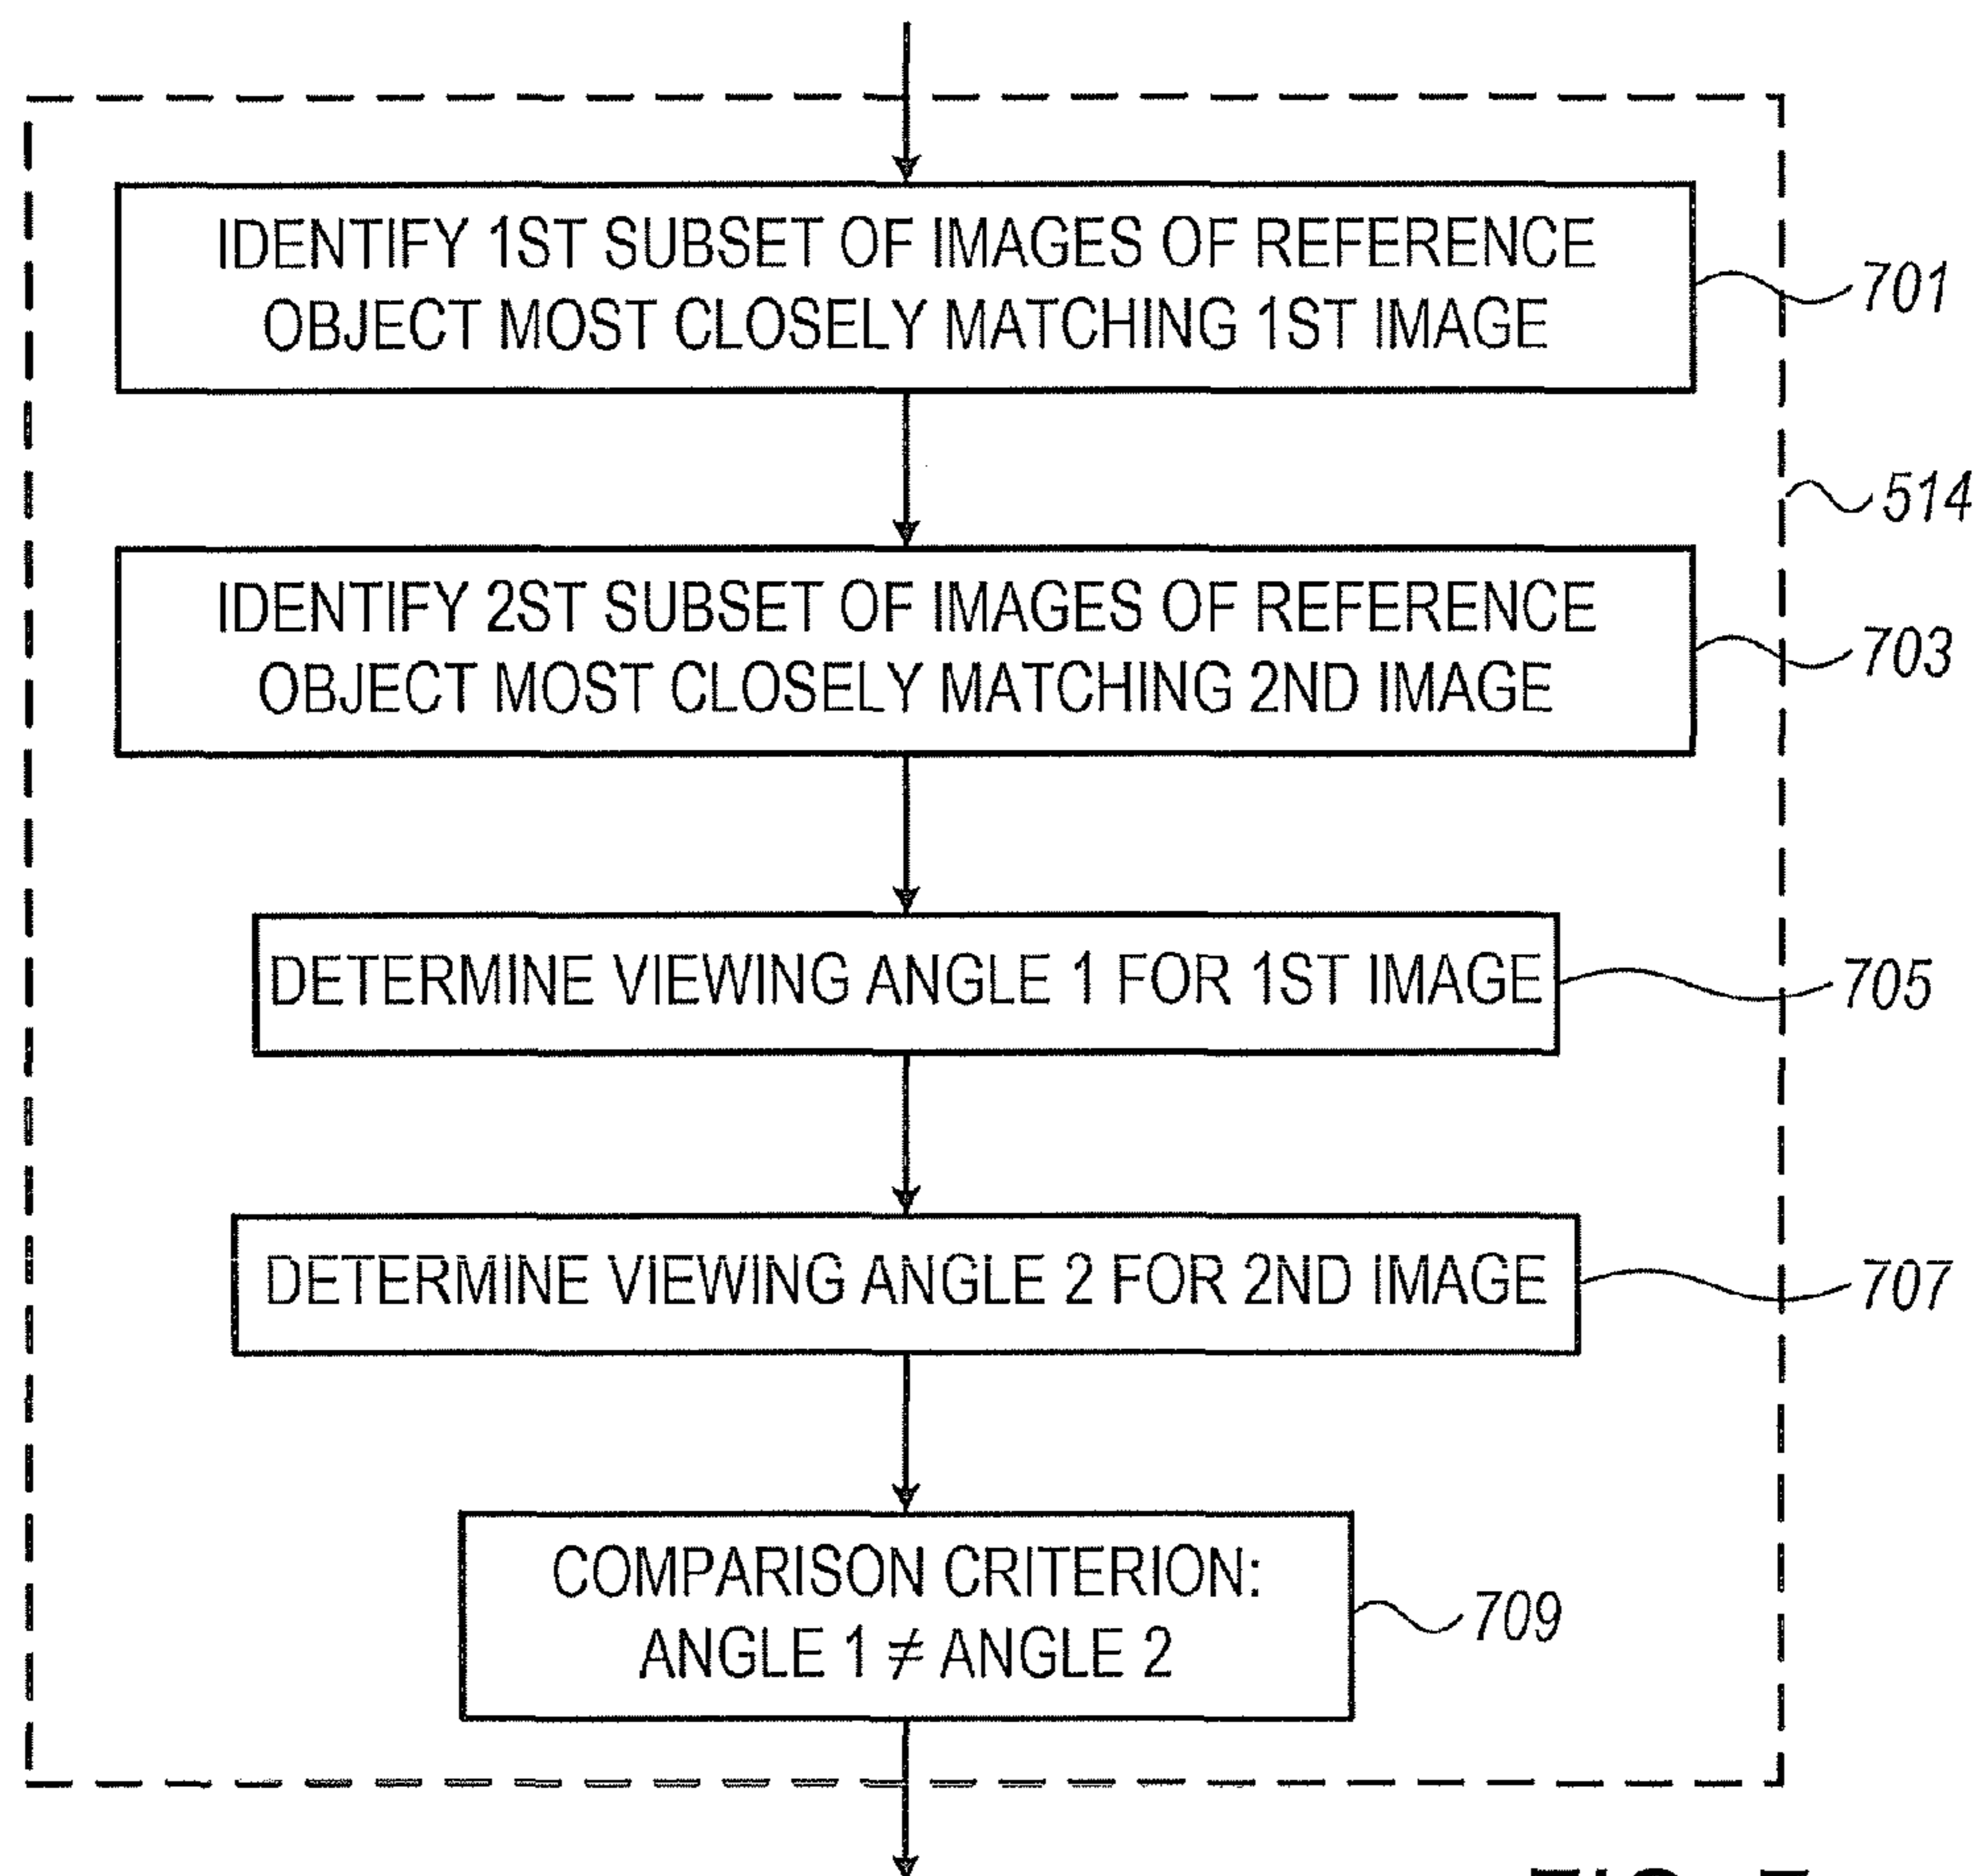 IDENTIFY 1ST SUBSET OF IMAGES OF REFERENCE
OBJECT MOST CLOSELY MATCHING 1ST IMAGE
701
514
IDENTIFY 2ST SUBSET OF IMAGES OF REFERENCE
OBJECT MOST CLOSELY MATCHING 2ND IMAGE
703
DETERMINE VIEWING ANGLE 1 FOR 1ST IMAGE
705
DETERMINE VIEWING ANGLE 2 FOR 2ND IMAGE
707
COMPARISON CRITERION:
ANGLE 1 ≠ ANGLE 2
709